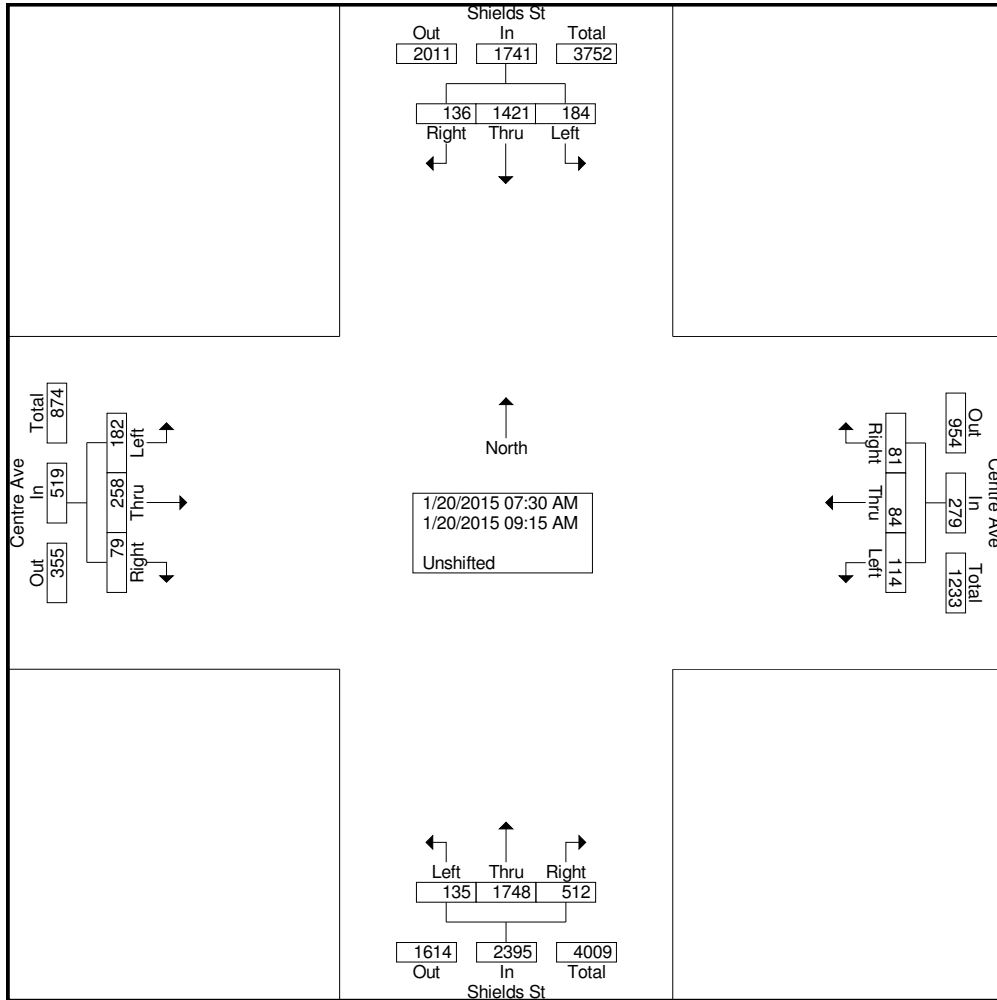 Shields St
Out In Total
2011 1741 3752
136 1421 184
Right Thru Left
Centre Ave
Total In Out
874 519 355
182 258 79
Left Thru Right
North
1/20/2015 07:30 AM
1/20/2015 09:15 AM
Unshifted
Right Thru Left
81 84 114
Out In Total
954 279 1233
Centre Ave
Left Thru Right
135 1748 512
1614 2395 4009
Out In Total
Shields St